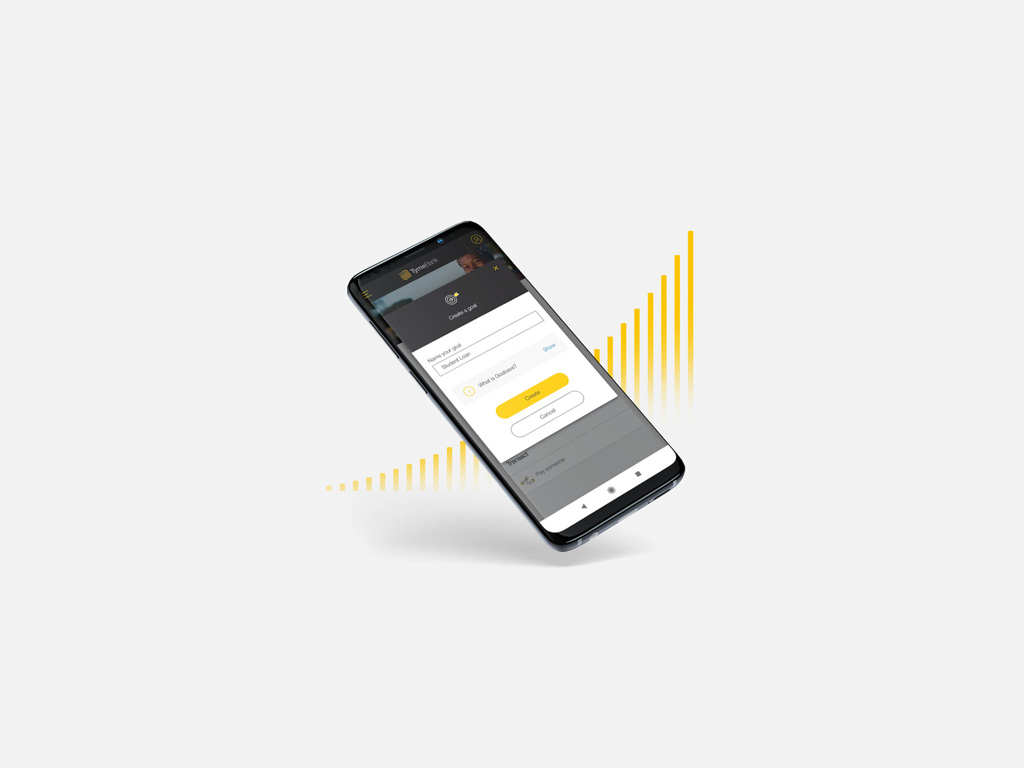 TymeBank
Create a goal
Name your goal
Student Loan
What is Goalsave?
Show
Create
Cancel
Transact
Pay someone